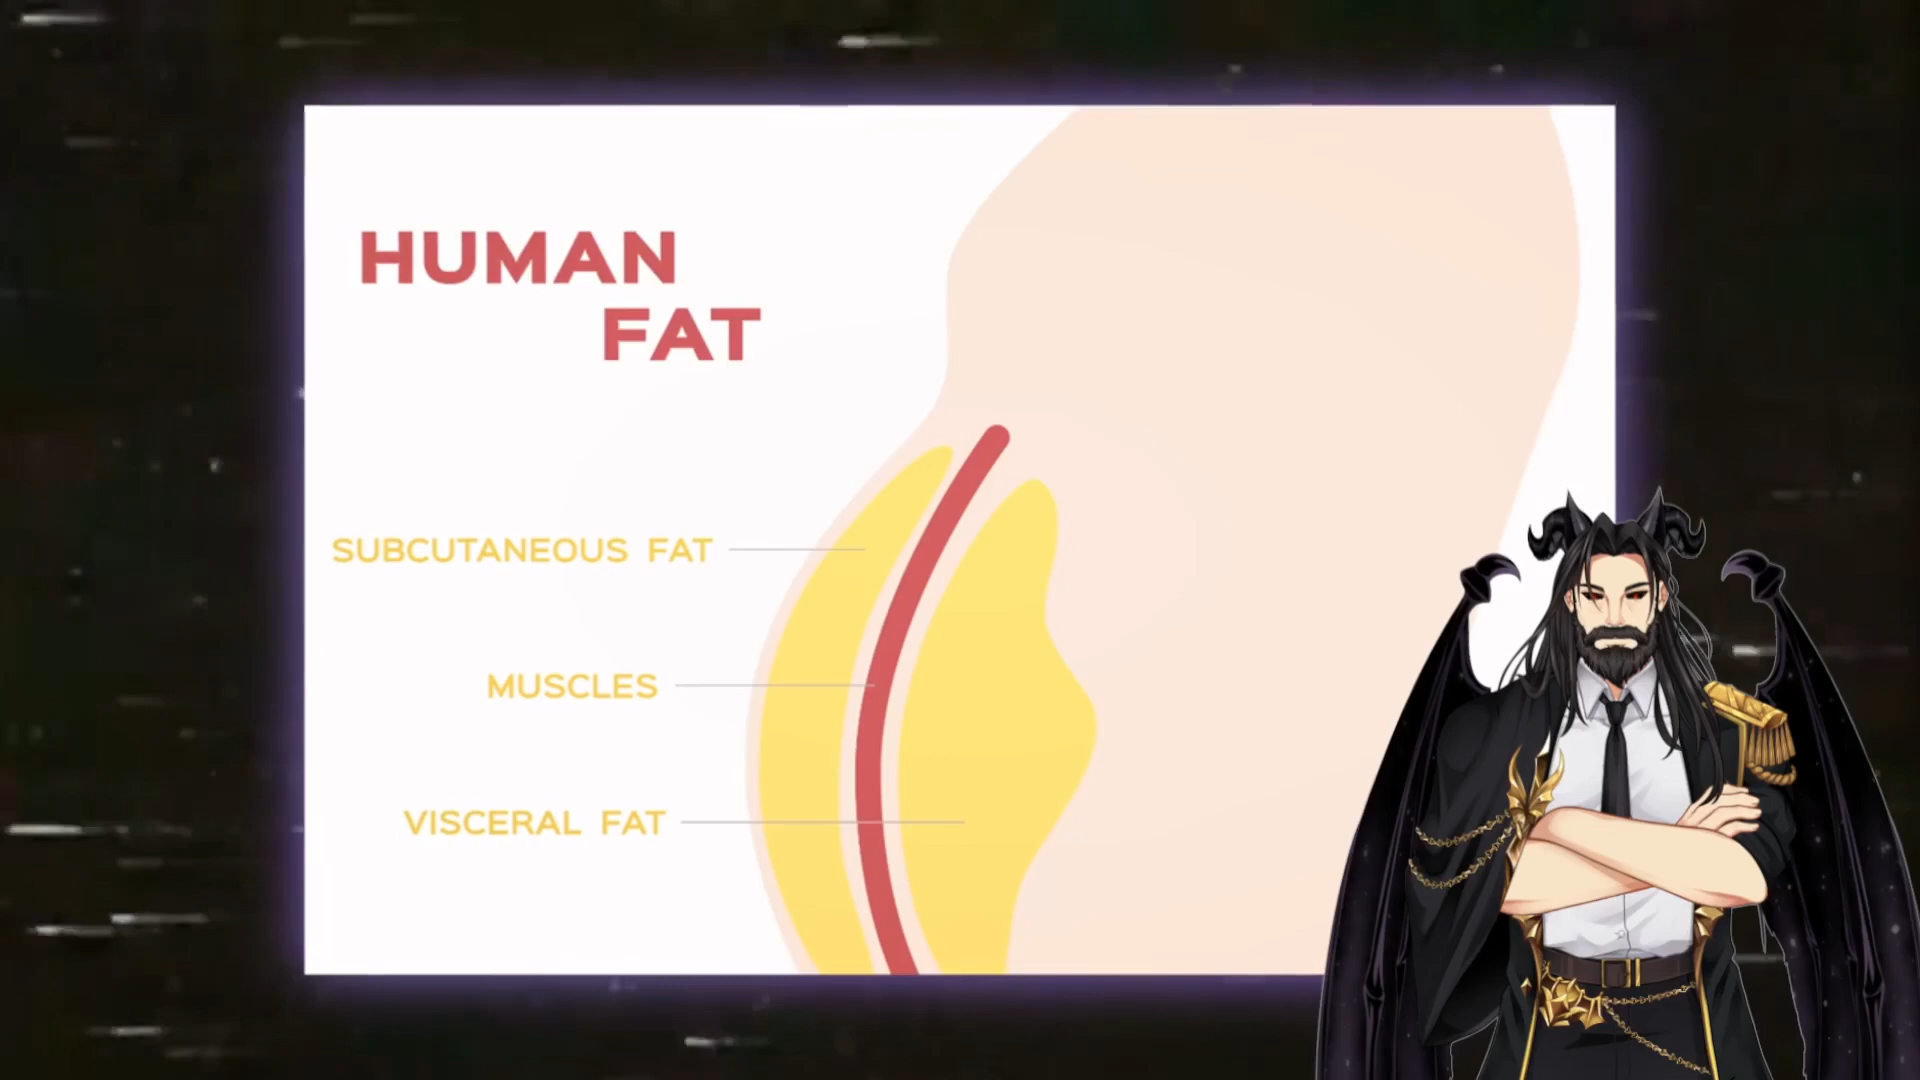 HUMAN
FAT
SUBCUTANEOUS FAT
MUSCLES
VISCERAL FAT